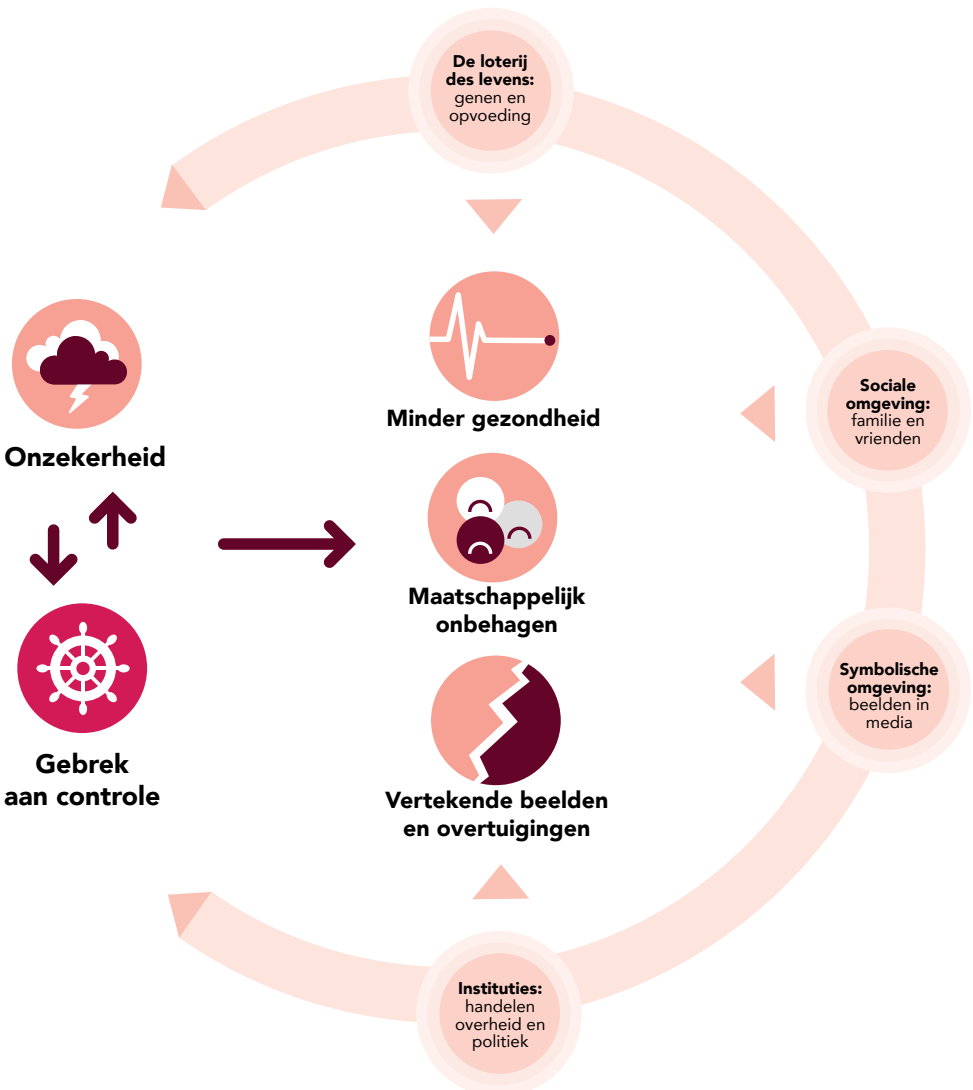 De loterij
des levens:
genen en
opvoeding
Minder gezondheid
Sociale
omgeving:
familie en
vrienden
Onzekerheid
Maatschappelijk
onbehagen
Symbolische
omgeving:
beelden in
media
Gebrek
aan controle
Vertekende beelden
en overtuigingen
Instituties:
handelen
overheid en
politiek